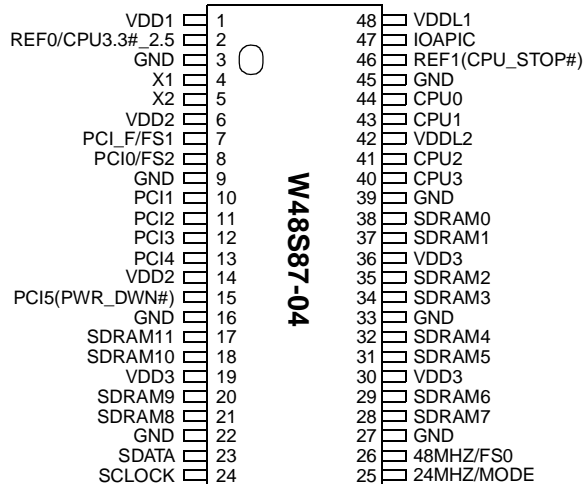 VDD1 1 48 VDDL1
REF0/CPU3.3#_2.5 2 47 IOAPIC
GND 3 46 REF1(CPU_STOP#)
X1 4 45 GND
X2 5 44 CPU0
VDD2 6 43 CPU1
PCI_F/FS1 7 42 VDDL2
PCI0/FS2 8 41 CPU2
GND 9 40 CPU3
PCI1 10 39 GND
PCI2 11 38 SDRAM0
PCI3 12 37 SDRAM1
PCI4 13 36 VDD3
VDD2 14 35 SDRAM2
PCI5(PWR_DWN#) 15 34 SDRAM3
GND 16 33 GND
SDRAM11 17 32 SDRAM4
SDRAM10 18 31 SDRAM5
VDD3 19 30 VDD3
SDRAM9 20 29 SDRAM6
SDRAM8 21 28 SDRAM7
GND 22 27 GND
SDATA 23 26 48MHZ/FS0
SCLOCK 24 25 24MHZ/MODE
W48S87-04